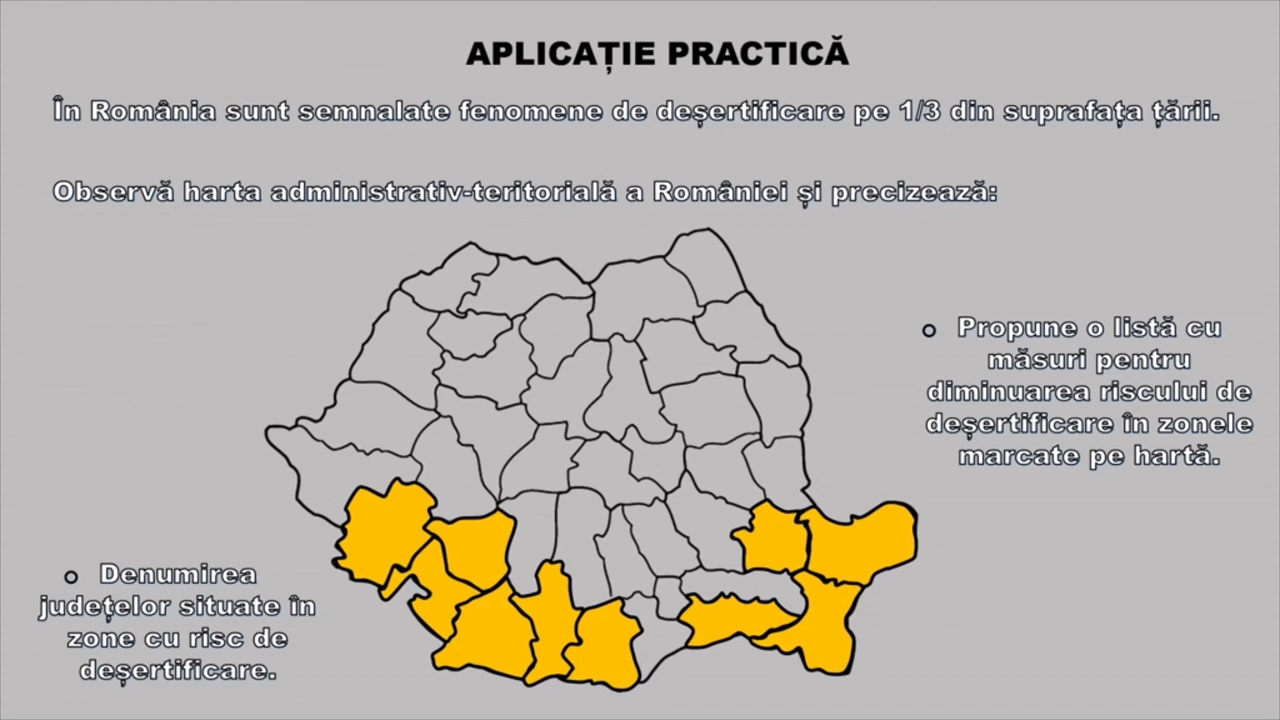 APLICAȚIE PRACTICĂ
În România sunt semnalate fenomene de deșertificare pe 1/3 din suprafața țării.
Observă harta administrativ-teritorială a României și precizează:
Propune o listă cu
măsuri pentru
diminuarea riscului de
deșertificare în zonele
marcate pe hartă.
Denumirea
județelor situate în
zone cu risc de
deșertificare.